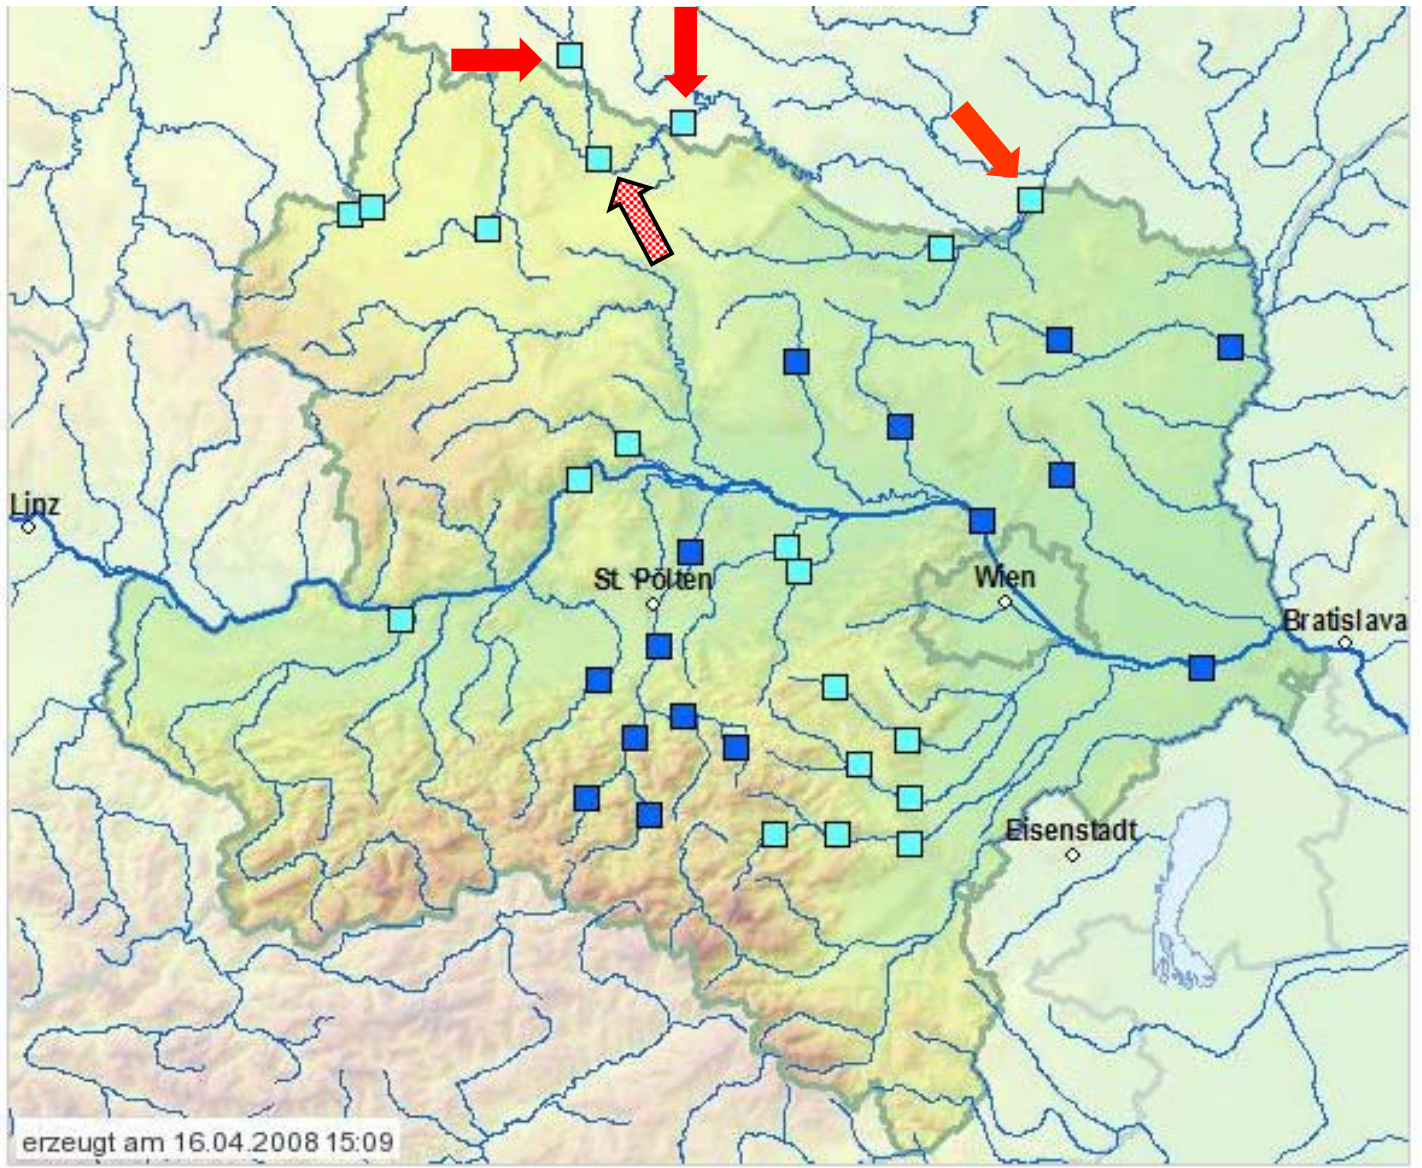 Linz
St. Pölten
Wien
Bratislava
Eisenstadt
erzeugt am 16.04.2008 15:09